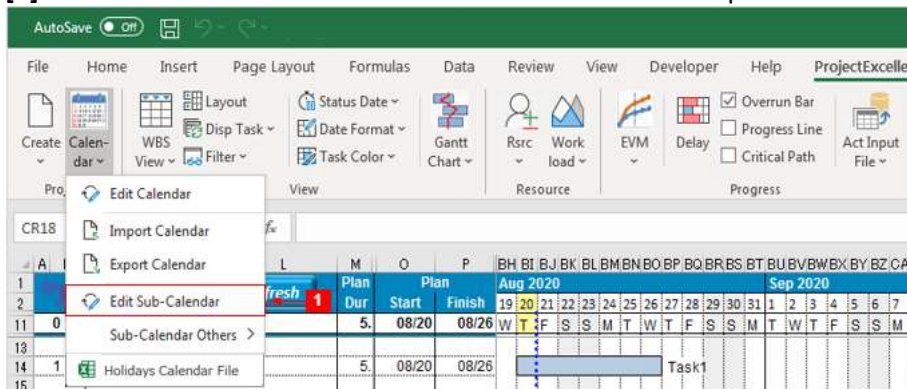 AutoSave Off
File Home Insert Page Layout Formulas Data Review View Developer Help ProjectExcelle
Create Calen-dar WBS View Layout Disp Task Filter Status Date Date Format Task Color Gantt Chart Rsrc Work load EVM Delay Overrun Bar Progress Line Critical Path Act Input File
Pro View Resource Progress
Edit Calendar
CR18 fx
Import Calendar
Export Calendar
A L M O P BH BI BJ BK BL BM BN BO BP BQ BR BS BT BU BV BW BX BY BZ CA
1 Plan Plan Aug 2020 Sep 2020
Edit Sub-Calendar fresh 1
2 Dur Start Finish 19 20 21 22 23 24 25 26 27 28 29 30 31 1 2 3 4 5 6 7
11 0 5. 08/20 08/26 W T F S S M T W T F S S M T W T F S S M
Sub-Calendar Others >
13
14 1 Holidays Calendar File 5. 08/20 08/26 Task1
15